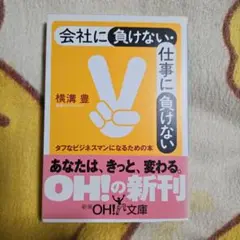 会社に負けない・
仕事に負けない
横溝 豊
タフなビジネスマンになるための本
あなたは、きっと、変わる。
OH!の新刊
OH!文庫